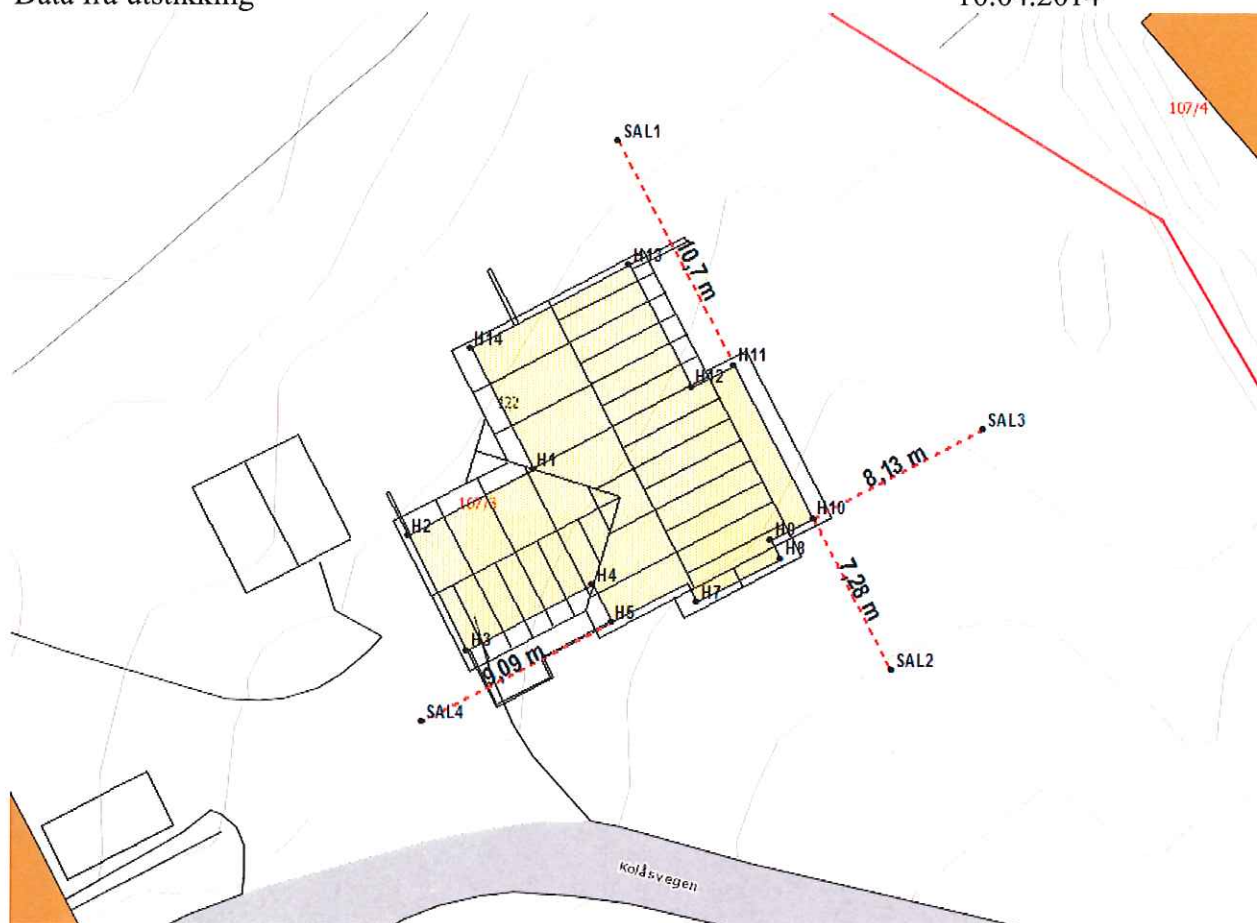 Data fra utstikking
10.04.2014
107/4
SAL1
H13
10,7 m
H14
H11
H12
122
SAL3
8,13 m
H1
107/3
H10
H2
H9
H8
H4
7,28 m
H7
H5
H3
9,09 m
SAL2
SAL4
Kolåsvegen